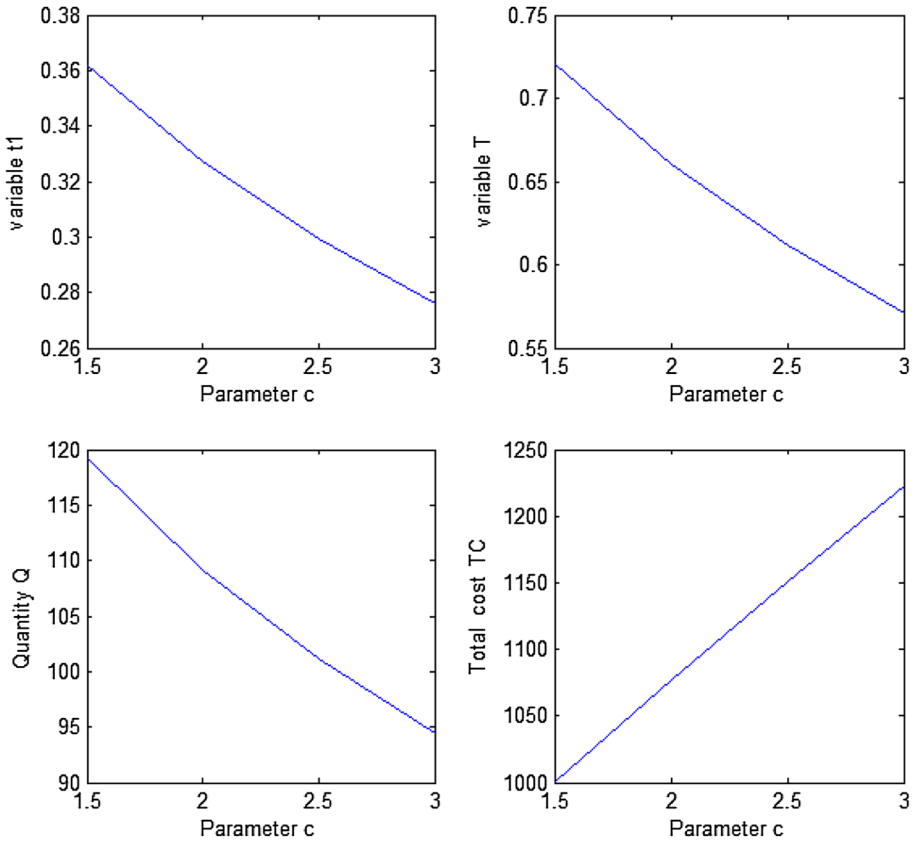 0.38
0.36
0.34
0.32
0.3
0.28
0.26
variable t1
1.5 2 2.5 3
Parameter c
0.75
0.7
0.65
0.6
0.55
variable T
1.5 2 2.5 3
Parameter c
120
115
110
105
100
95
90
Quantity Q
1.5 2 2.5 3
Parameter c
1250
1200
1150
1100
1050
1000
Total cost TC
1.5 2 2.5 3
Parameter c